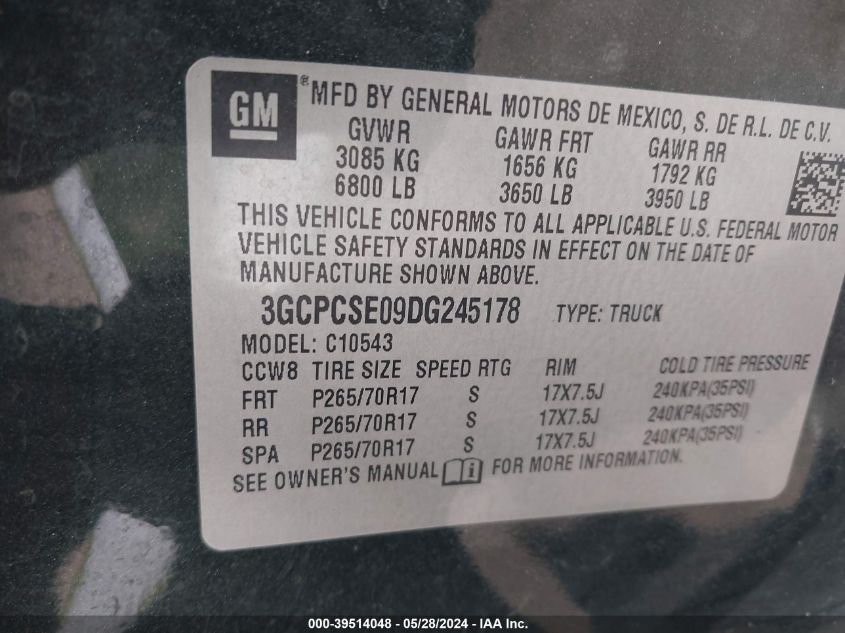 GM ® MFD BY GENERAL MOTORS DE MEXICO, S. DE R.L. DE C.V.
GVWR GAWR FRT GAWR RR
3085 KG 1656 KG 1792 KG
6800 LB 3650 LB 3950 LB
THIS VEHICLE CONFORMS TO ALL APPLICABLE U.S. FEDERAL MOTOR
VEHICLE SAFETY STANDARDS IN EFFECT ON THE DATE OF
MANUFACTURE SHOWN ABOVE.
3GCPCSE09DG245178 TYPE: TRUCK
MODEL: C10543
CCW8 TIRE SIZE SPEED RTG RIM COLD TIRE PRESSURE
FRT P265/70R17 S 17X7.5J 240KPA(35PSI)
RR P265/70R17 S 17X7.5J 240KPA(35PSI)
SPA P265/70R17 S 17X7.5J 240KPA(35PSI)
SEE OWNER'S MANUAL i FOR MORE INFORMATION.
000-39514048 - 05/28/2024 - IAA Inc.